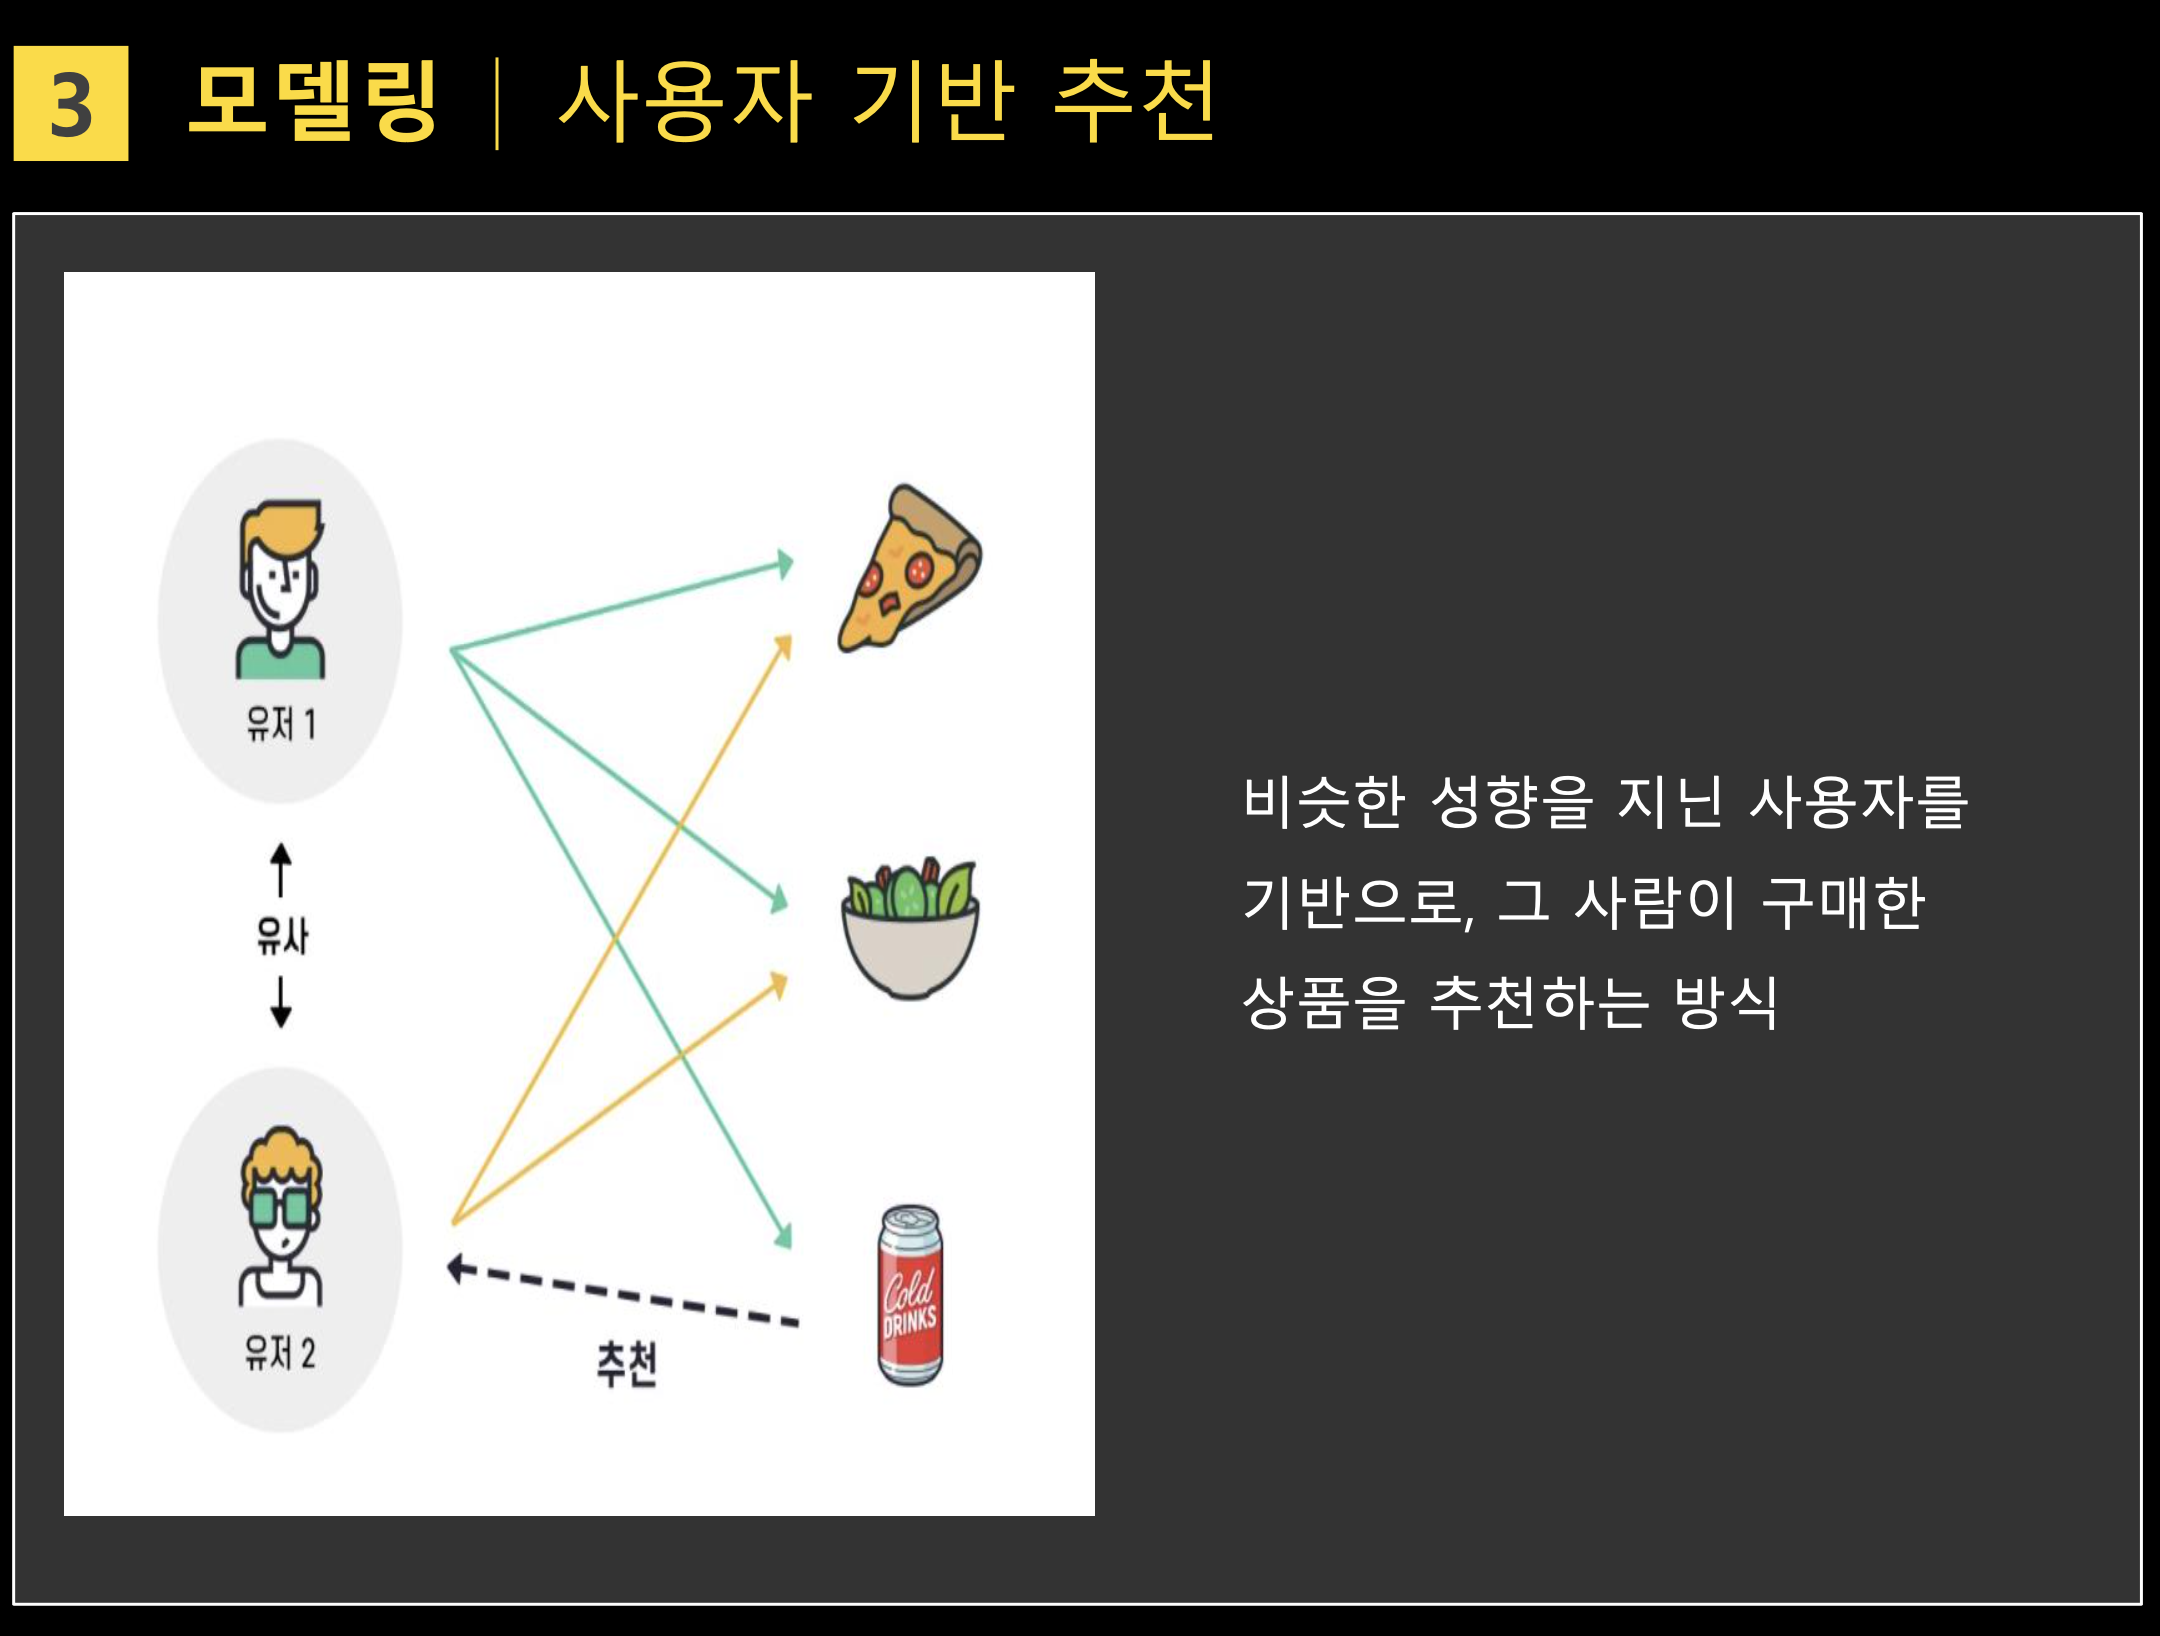 3 모델링 | 사용자 기반 추천
유저 1
유사
유저 2
추천
Cold
DRINKS
비슷한 성향을 지닌 사용자를
기반으로, 그 사람이 구매한
상품을 추천하는 방식